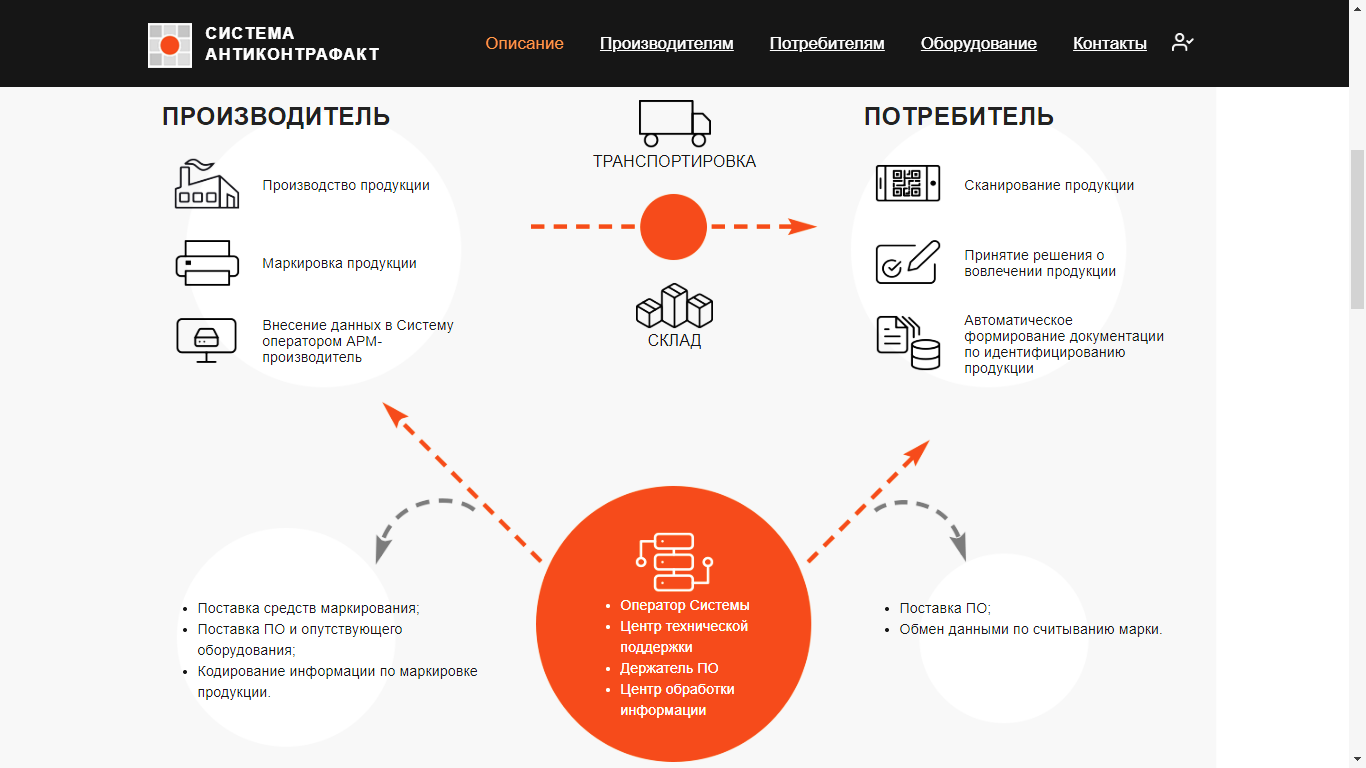 СИСТЕМА
АНТИКОНТРАФАКТ
Описание
Производителям
Потребителям
Оборудование
Контакты
ПРОИЗВОДИТЕЛЬ
Производство продукции
Маркировка продукции
Внесение данных в Систему
оператором АРМ-
производитель
ТРАНСПОРТИРОВКА
СКЛАД
ПОТРЕБИТЕЛЬ
Сканирование продукции
Принятие решения о
вовлечении продукции
Автоматическое
формирование документации
по идентифицированию
продукции
• Поставка средств маркирования;
• Поставка ПО и опутствующего
оборудования;
• Кодирование информации по маркировке
продукции.
• Оператор Системы
• Центр технической
поддержки
• Держатель ПО
• Центр обработки
информации
• Поставка ПО;
• Обмен данными по считыванию марки.